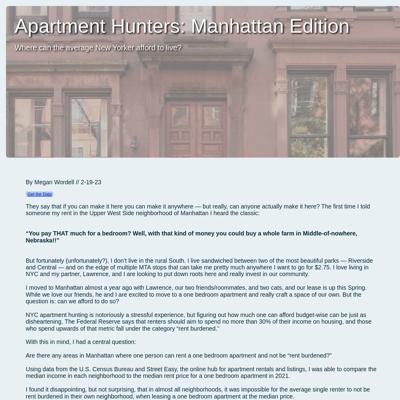 Apartment Hunters: Manhattan Edition
Where can the average New Yorker afford to live?
By Megan Wordell // 2-19-23
Get the Data
They say that if you can make it here you can make it anywhere — but really, can anyone actually make it here? The first time I told
someone my rent in the Upper West Side neighborhood of Manhattan I heard the classic:
"You pay THAT much for a bedroom? Well, with that kind of money you could buy a whole farm in Middle-of-nowhere,
Nebraska!!"
But fortunately (unfortunately?), I don't live in the rural South. I live sandwiched between two of the most beautiful parks — Riverside
and Central — and on the edge of multiple MTA stops that can take me pretty much anywhere I want to go for $2.75. I love living in
NYC and my partner, Lawrence, and I are looking to put down roots here and really invest in our community.
I moved to Manhattan almost a year ago with Lawrence, our two friends/roommates, and two cats, and our lease is up this Spring.
While we love our friends, he and I are excited to move to a one bedroom apartment and really craft a space of our own. But the
question is: can we afford to do so?
NYC apartment hunting is notoriously a stressful experience, but figuring out how much one can afford budget-wise can be just as
disheartening. The Federal Reserve says that renters should aim to spend no more than 30% of their income on housing, and those
who spend upwards of that metric fall under the category "rent burdened."
With this in mind, I had a central question:
Are there any areas in Manhattan where one person can rent a one bedroom apartment and not be "rent burdened?"
Using data from the U.S. Census Bureau and Street Easy, the online hub for apartment rentals and listings, I was able to compare the
median income in each neighborhood to the median rent price for a one bedroom apartment in 2021.
I found it disappointing, but not surprising, that in almost all neighborhoods, it was impossible for the average single renter to not be
rent burdened in their own neighborhood, when leasing a one bedroom apartment at the median price.